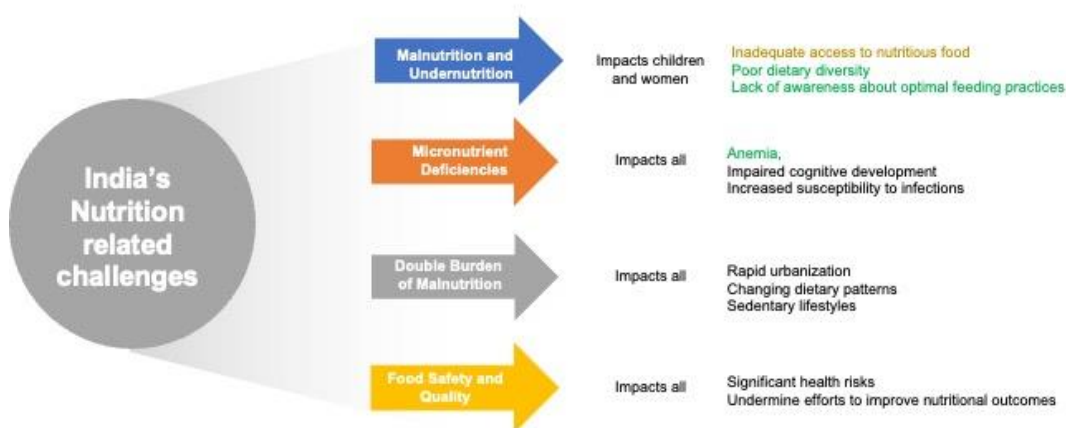 India's
Nutrition
related
challenges
Malnutrition and
Undernutrition
Impacts children
and women
Inadequate access to nutritious food
Poor dietary diversity
Lack of awareness about optimal feeding practices
Micronutrient
Deficiencies
Impacts all
Anemia,
Impaired cognitive development
Increased susceptibility to infections
Double Burden
of Malnutrition
Impacts all
Rapid urbanization
Changing dietary patterns
Sedentary lifestyles
Food Safety and
Quality
Impacts all
Significant health risks
Undermine efforts to improve nutritional outcomes